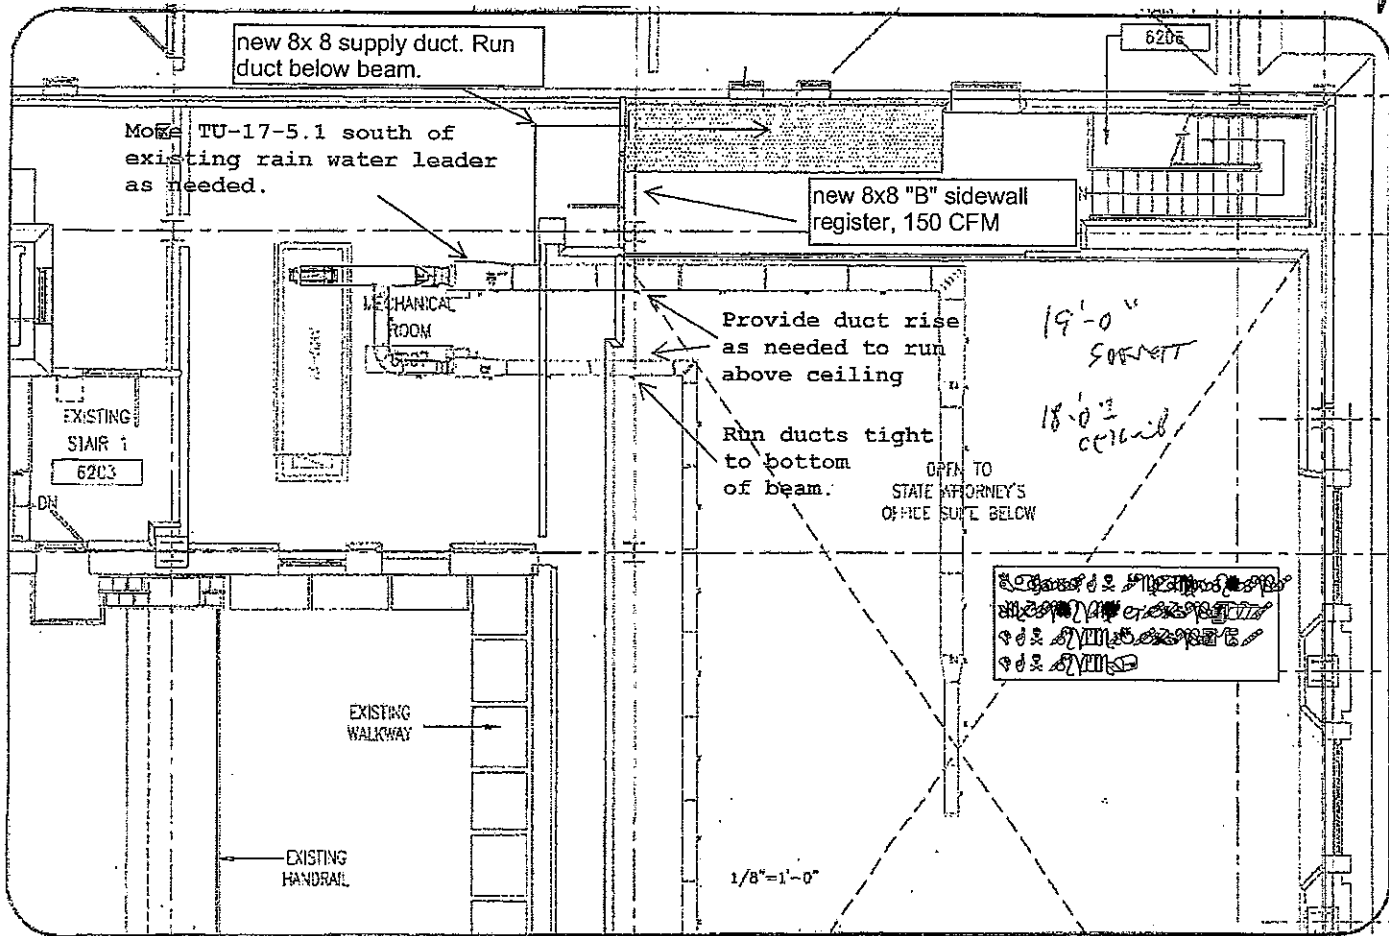 new 8x 8 supply duct. Run
duct below beam.
6206
Move TU-17-5.1 south of
existing rain water leader
as needed.
new 8x8 "B" sidewall
register, 150 CFM
MECHANICAL
ROOM
Provide duct rise
as needed to run
above ceiling
19'-0"
18'-0"±
Run ducts tight
to bottom
of beam.
EXISTING
STAIR 1
6203
DN
OPEN TO
STATE ATTORNEY'S
OFFICE SUITE BELOW
EXISTING
WALKWAY
EXISTING
HANDRAIL
1/8"=1'-0"